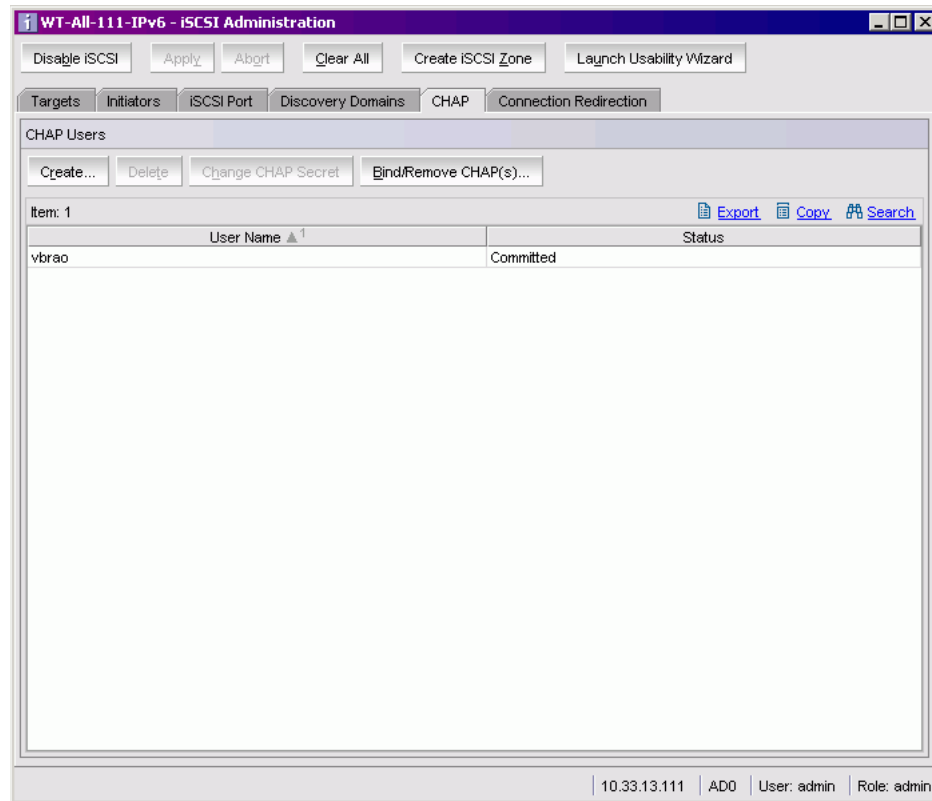 WT-All-111-IPv6 - iSCSI Administration
Disable iSCSI Apply Abort Clear All Create iSCSI Zone Launch Usability Wizard
Targets Initiators iSCSI Port Discovery Domains CHAP Connection Redirection
CHAP Users
Create... Delete Change CHAP Secret Bind/Remove CHAP(s)...
Item: 1 Export Copy Search
User Name ▲1 Status
vbrao Committed
10.33.13.111 AD0 User: admin Role: admin